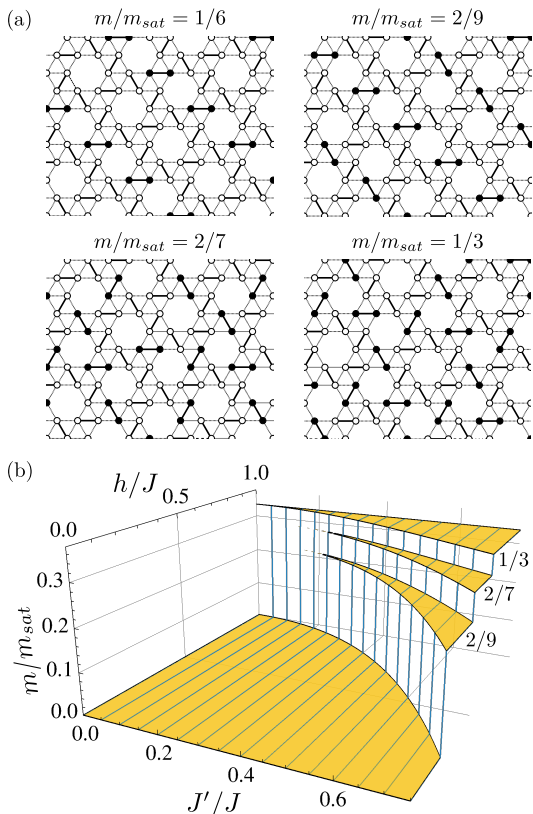 (a)
m/m_sat = 1/6
m/m_sat = 2/9
m/m_sat = 2/7
m/m_sat = 1/3
(b)
h/J
1.0
0.5
0.0
0.3
0.2
0.1
0.0
m/m_sat
1/3
2/7
2/9
0.0
0.2
0.4
0.6
J'/J